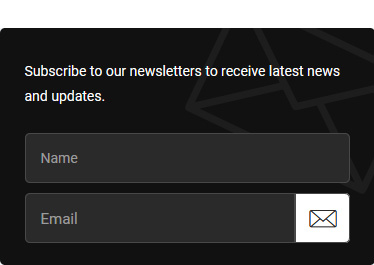 Subscribe to our newsletters to receive latest news
and updates.
Name
Email